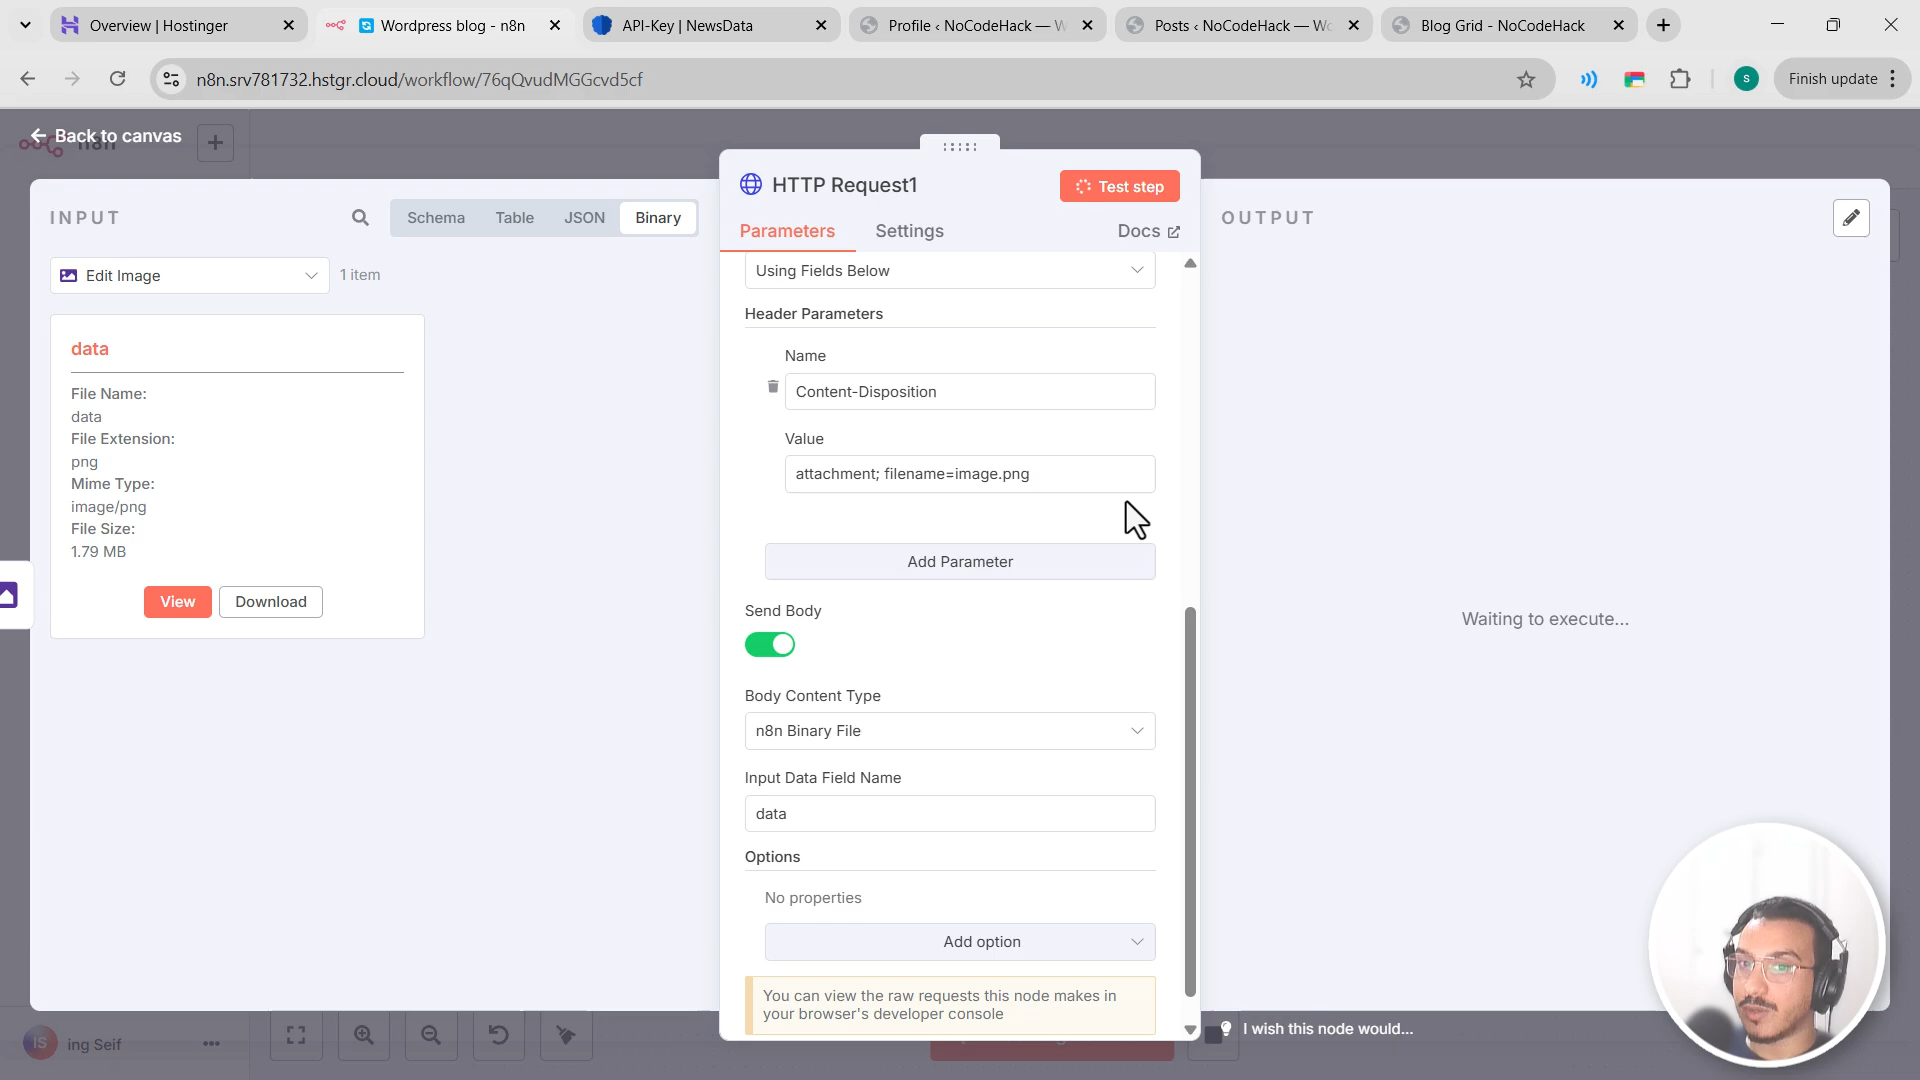 Overview | Hostinger
Wordpress blog - n8n
API-Key | NewsData
Profile ‹ NoCodeHack — W
Posts ‹ NoCodeHack — Wo
Blog Grid - NoCodeHack
n8n.srv781732.hstgr.cloud/workflow/76qQvudMGGcvd5cf
S
Finish update
Back to canvas
n8n
HTTP Request1
Test step
INPUT
Schema
Table
JSON
Binary
Parameters
Settings
Docs
OUTPUT
Edit Image
1 item
Using Fields Below
Header Parameters
data
Name
Content-Disposition
File Name:
data
File Extension:
png
Mime Type:
image/png
File Size:
1.79 MB
View
Download
Value
attachment; filename=image.png
Add Parameter
Send Body
Waiting to execute...
Body Content Type
n8n Binary File
Input Data Field Name
data
Options
No properties
Add option
You can view the raw requests this node makes in
your browser's developer console
IS
ing Seif
I wish this node would...